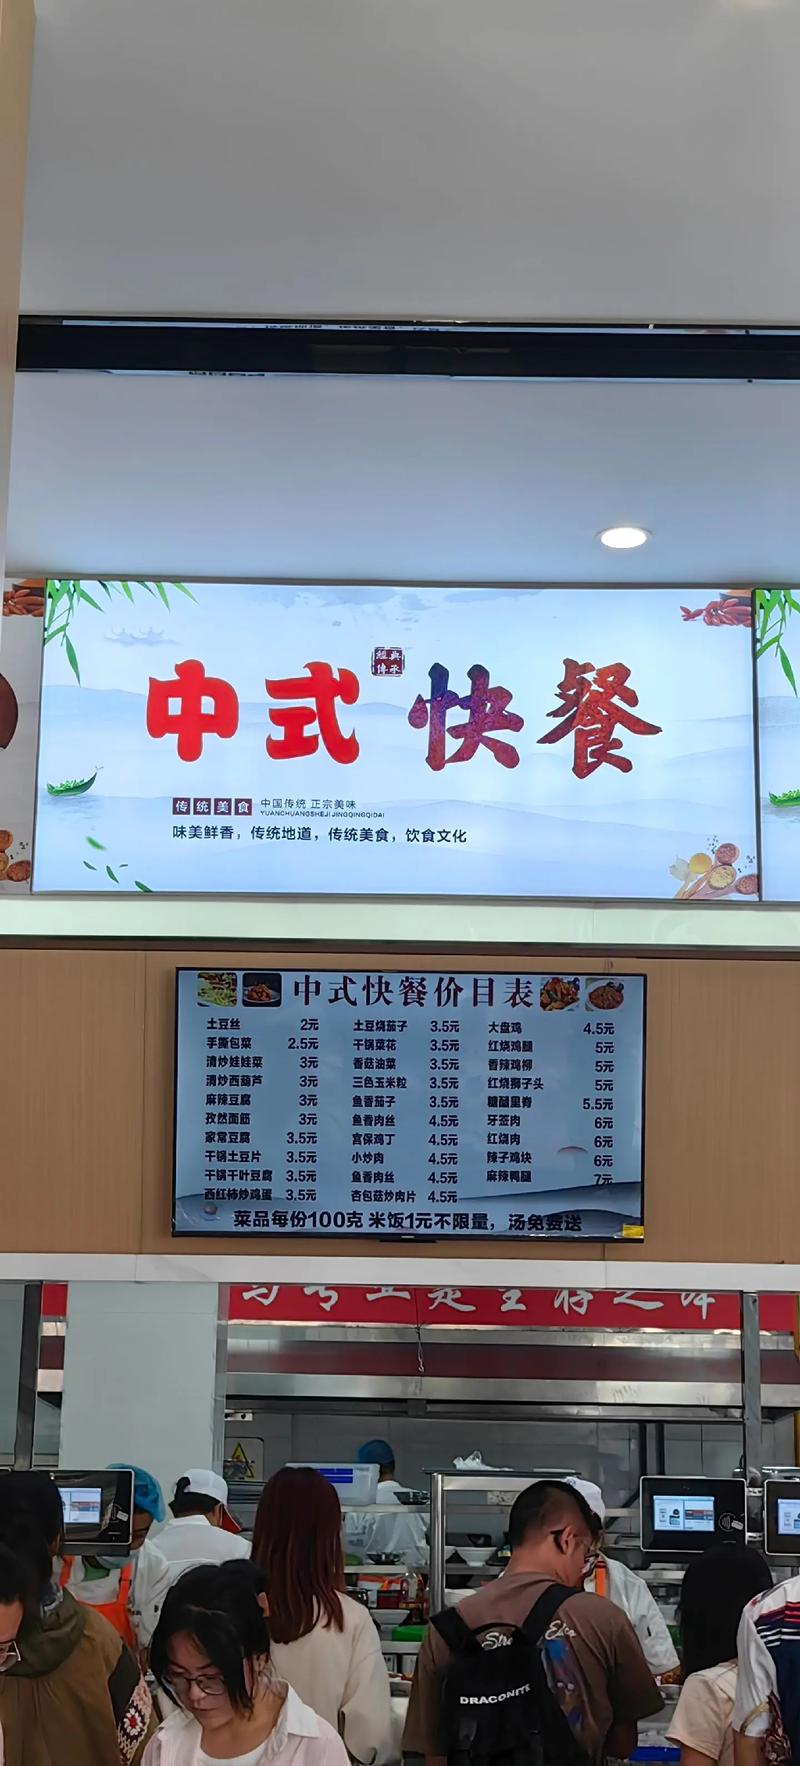 中式快餐
經典
傳承
传统美食
中国传统 正宗美味
YUANCHUANGSHEJIJINGQINGQIDAI
味美鲜香，传统地道，传统美食，饮食文化
中式快餐价目表
土豆丝 2元
手撕包菜 2.5元
清炒娃娃菜 3元
清炒西葫芦 3元
麻辣豆腐 3元
孜然面筋 3元
家常豆腐 3.5元
干锅土豆片 3.5元
干锅千叶豆腐 3.5元
西红柿炒鸡蛋 3.5元
土豆烧茄子 3.5元
干锅菜花 3.5元
香菇油菜 3.5元
三色玉米粒 3.5元
鱼香茄子 3.5元
鱼香肉丝 4.5元
宫保鸡丁 4.5元
小炒肉 4.5元
鱼香肉丝 4.5元
杏包菇炒肉片 4.5元
大盘鸡 4.5元
红烧鸡腿 5元
香辣鸡柳 5元
红烧狮子头 5元
糖醋里脊 5.5元
牙签肉 6元
红烧肉 6元
辣子鸡块 6元
麻辣鸭腿 7元
菜品每份100克 米饭1元不限量，汤免费送
DRACONITE